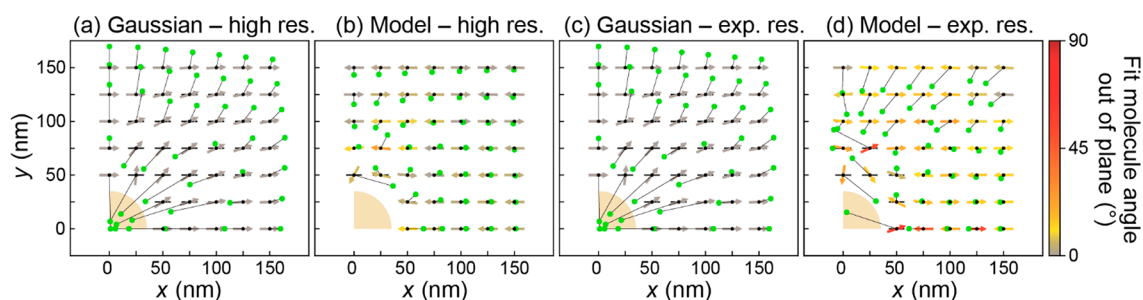 (a) Gaussian – high res.
(b) Model – high res.
(c) Gaussian – exp. res.
(d) Model – exp. res.
y (nm)
150
100
50
0
0 50 100 150
x (nm)
0 50 100 150
x (nm)
0 50 100 150
x (nm)
0 50 100 150
x (nm)
90
45
0
Fit molecule angle
out of plane (°)